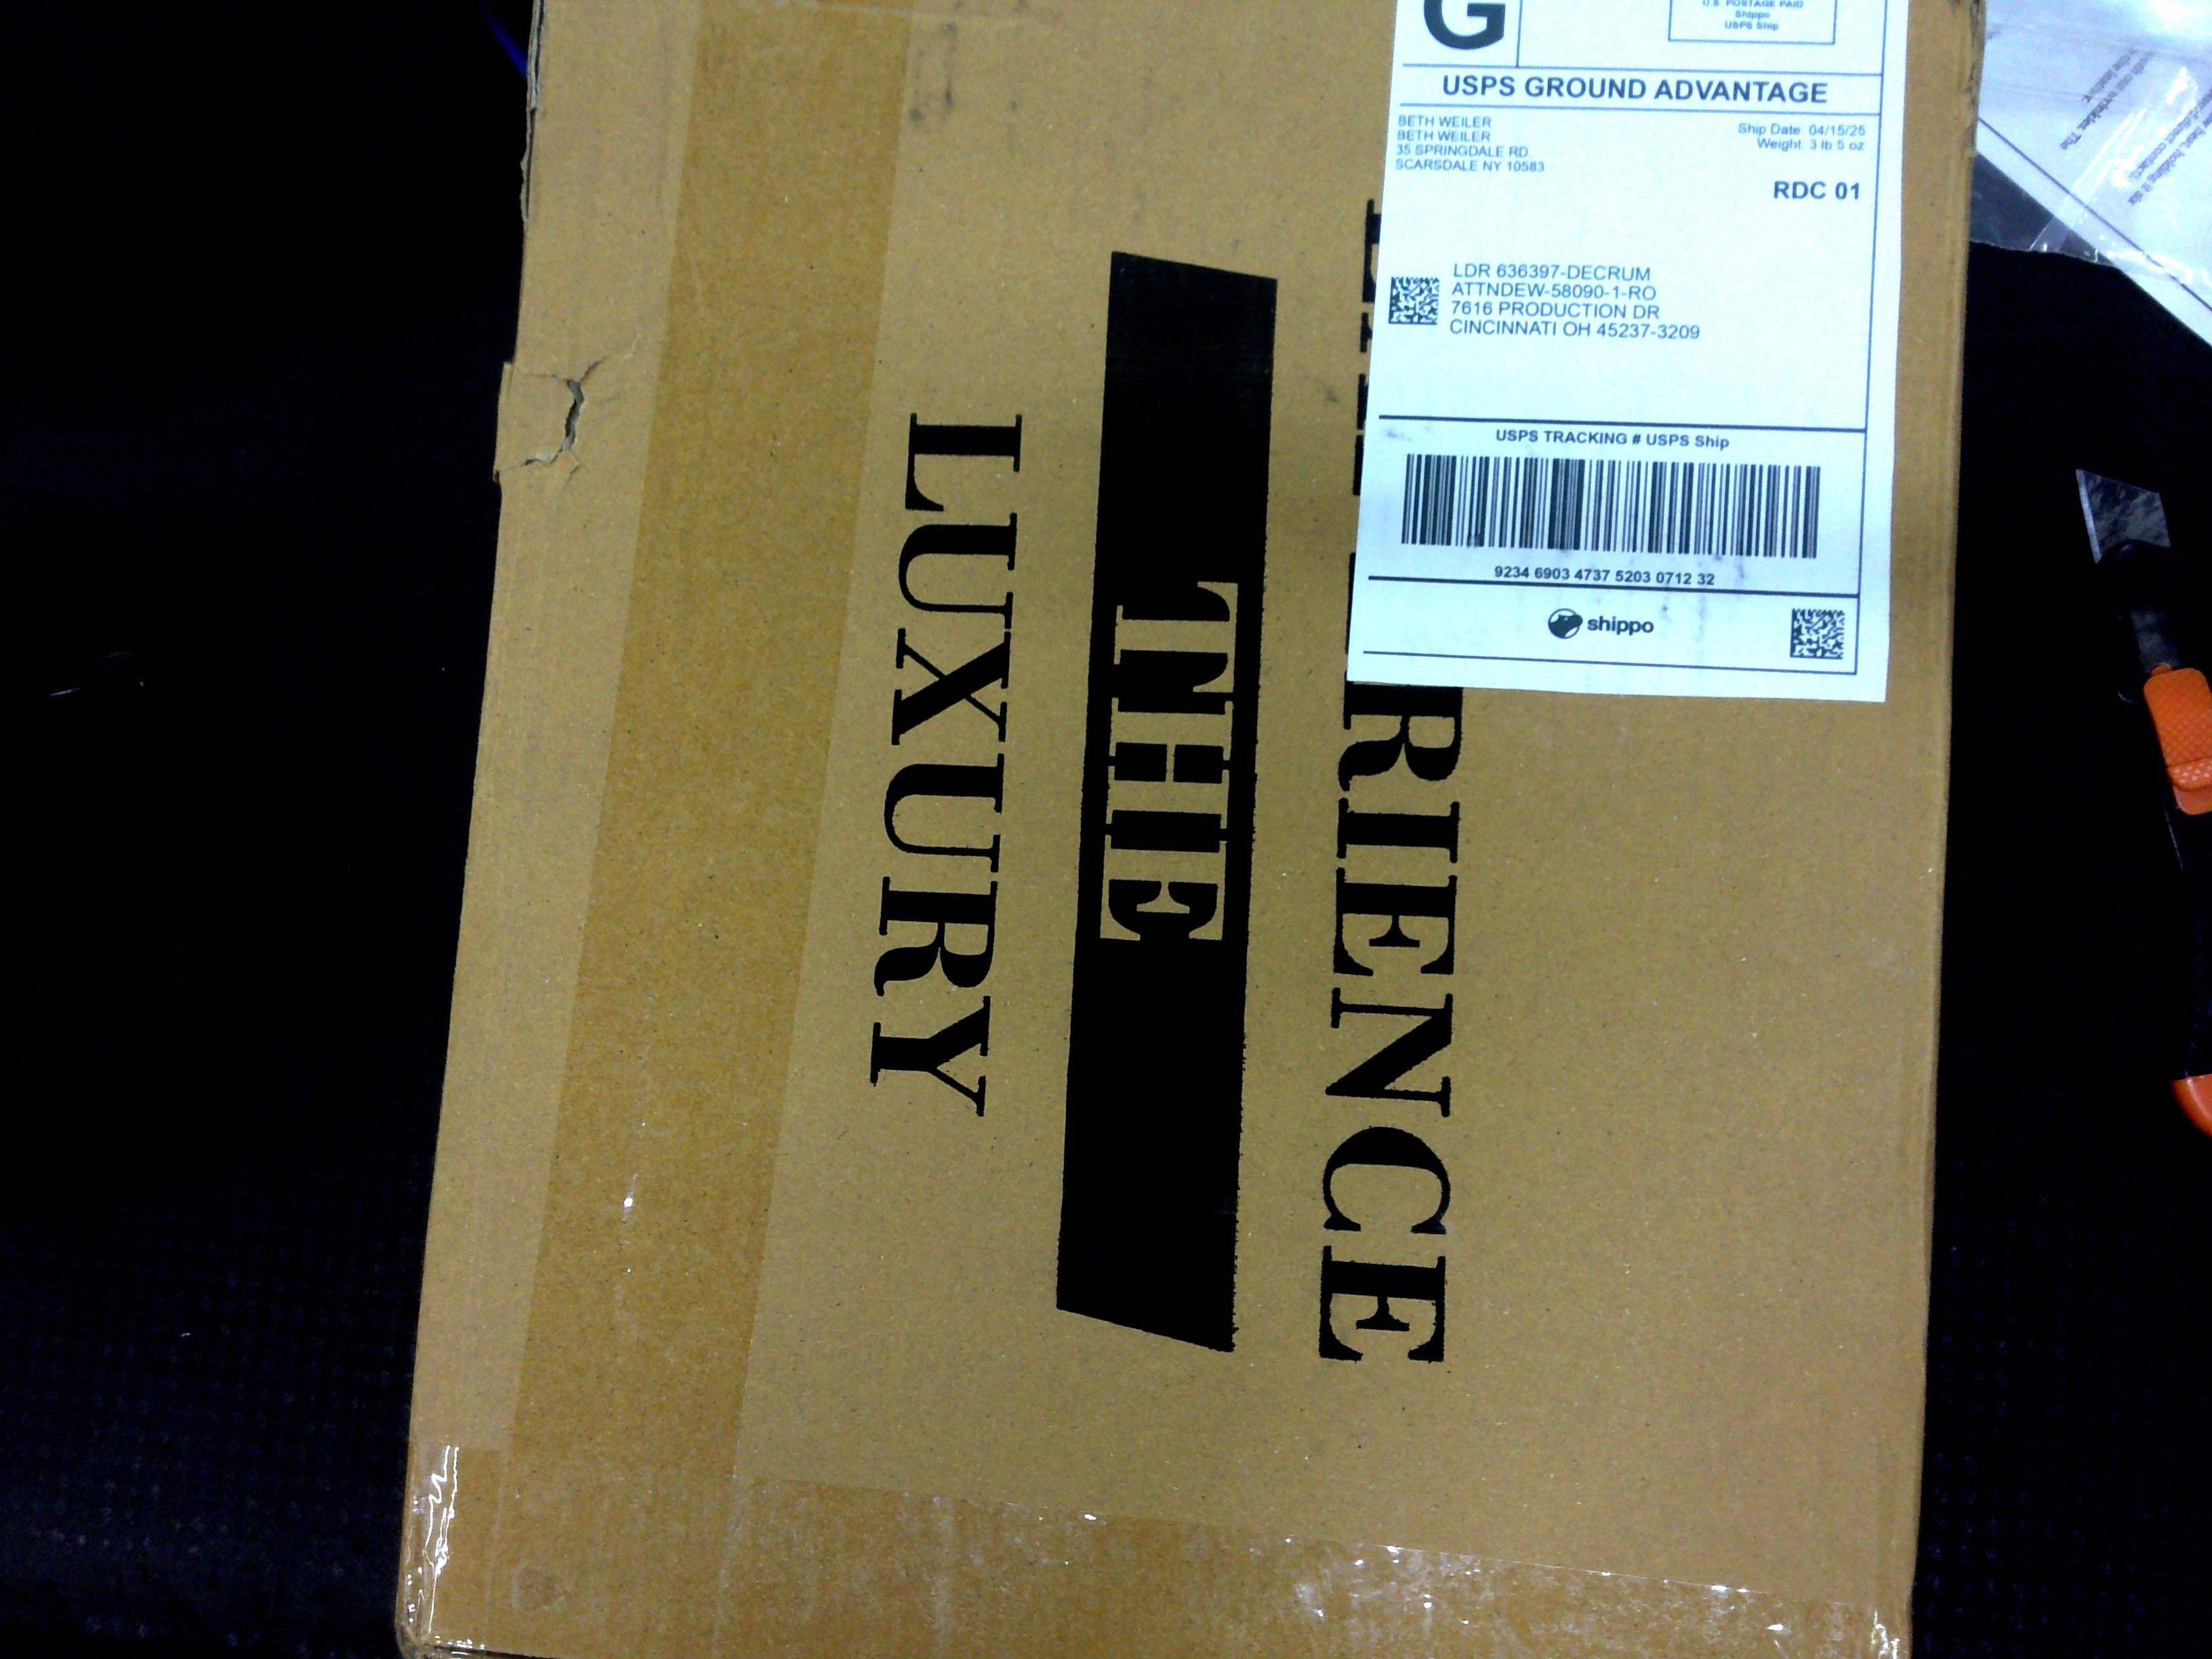 G
U.S. POSTAGE PAID
Shippo
USPS Ship
USPS GROUND ADVANTAGE
BETH WEILER
BETH WEILER
35 SPRINGDALE RD
SCARSDALE NY 10583
Ship Date: 04/15/25
Weight: 3 lb 5 oz
RDC 01
LDR 636397-DECRUM
ATTNDEW-58090-1-RO
7616 PRODUCTION DR
CINCINNATI OH 45237-3209
USPS TRACKING # USPS Ship
9234 6903 4737 5203 0712 32
shippo
RIENCE
THE
LUXURY